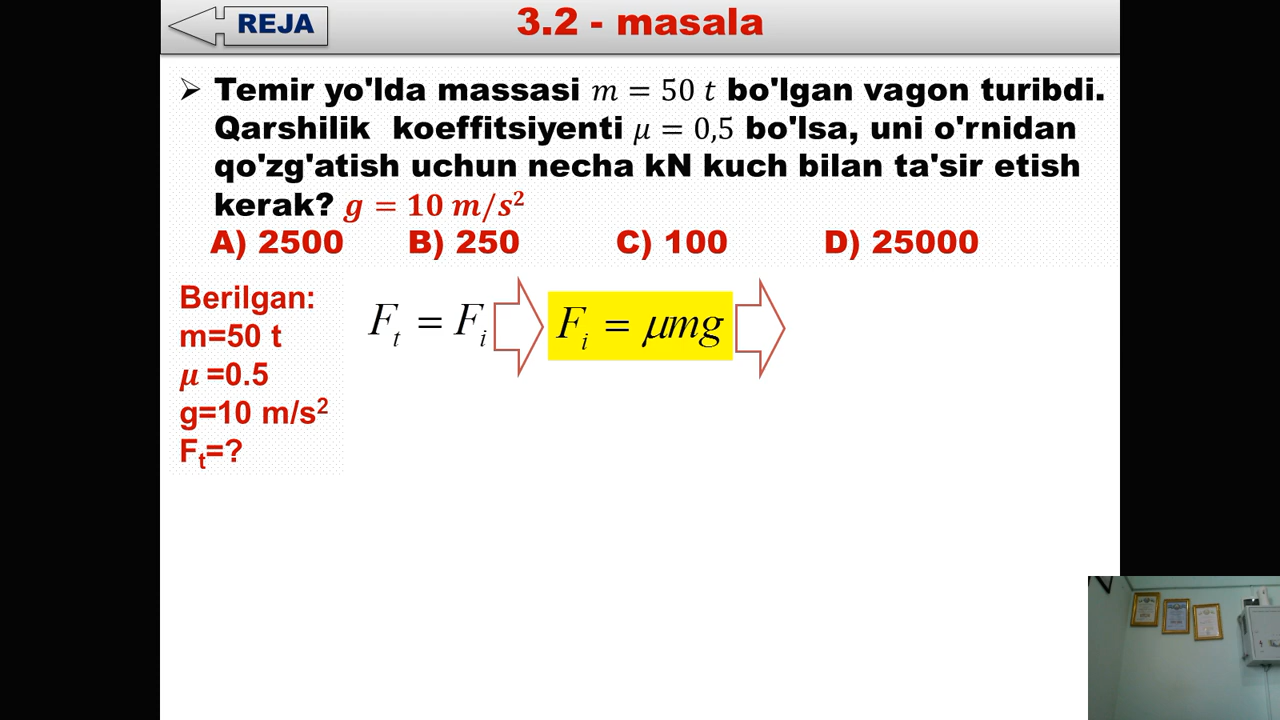 REJA
3.2 - masala
➢ Temir yo'lda massasi m = 50 t bo'lgan vagon turibdi.
Qarshilik koeffitsiyenti μ = 0,5 bo'lsa, uni o'rnidan
qo'zg'atish uchun necha kN kuch bilan ta'sir etish
kerak? g = 10 m/s²
A) 2500 B) 250 C) 100 D) 25000
Berilgan:
m=50 t
μ =0.5
g=10 m/s²
Fₜ=?
Fₜ = Fᵢ
Fᵢ = μmg